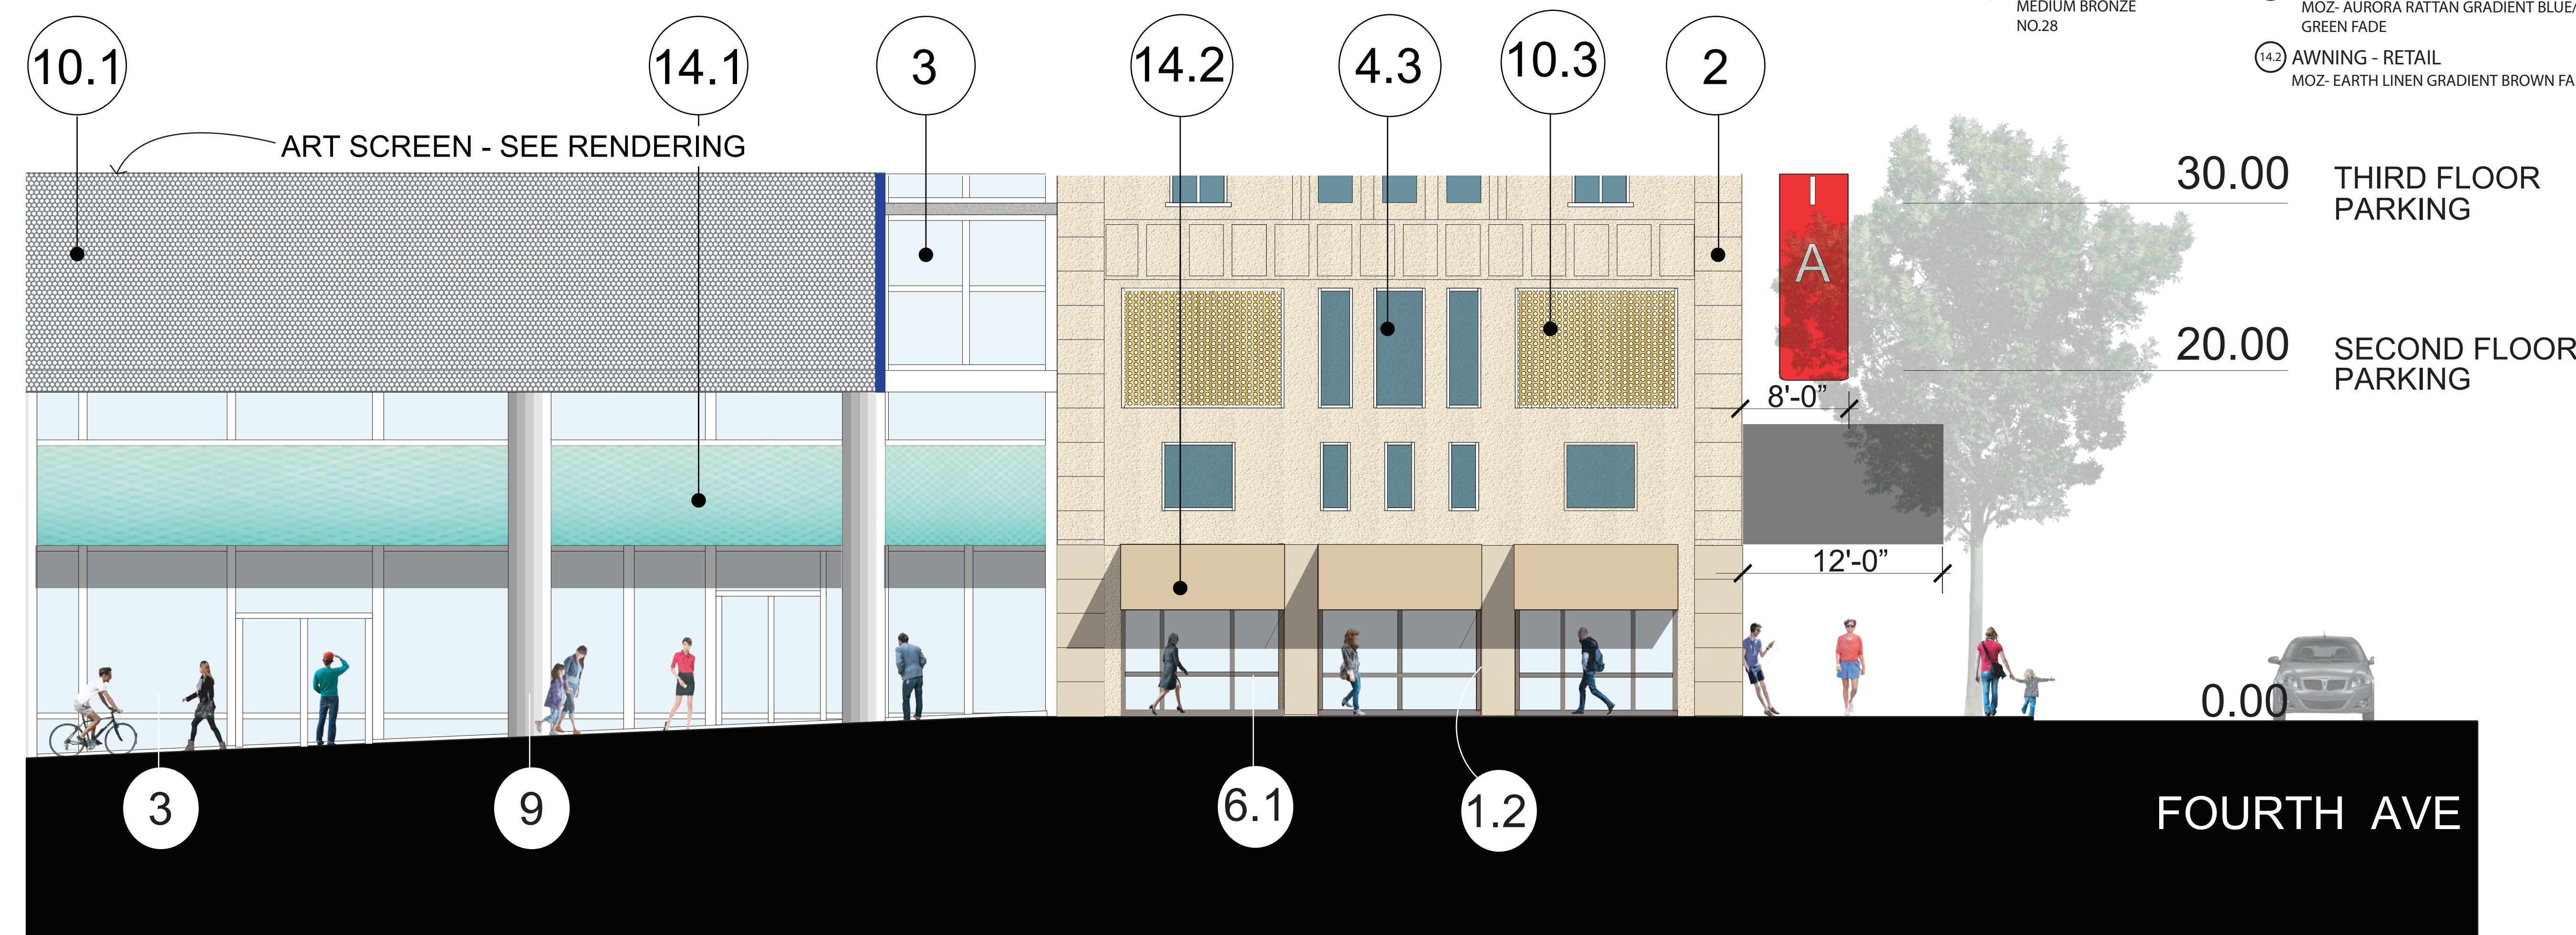 MEDIUM BRONZE
NO.28
MOZ- AURORA RATTAN GRADIENT BLUE/
GREEN FADE
14.2 AWNING - RETAIL
MOZ- EARTH LINEN GRADIENT BROWN FA
10.1
14.1
3
14.2
4.3
10.3
2
ART SCREEN - SEE RENDERING
I
A
30.00
THIRD FLOOR
PARKING
20.00
SECOND FLOOR
PARKING
8'-0”
12'-0”
0.00
3
9
6.1
1.2
FOURTH AVE